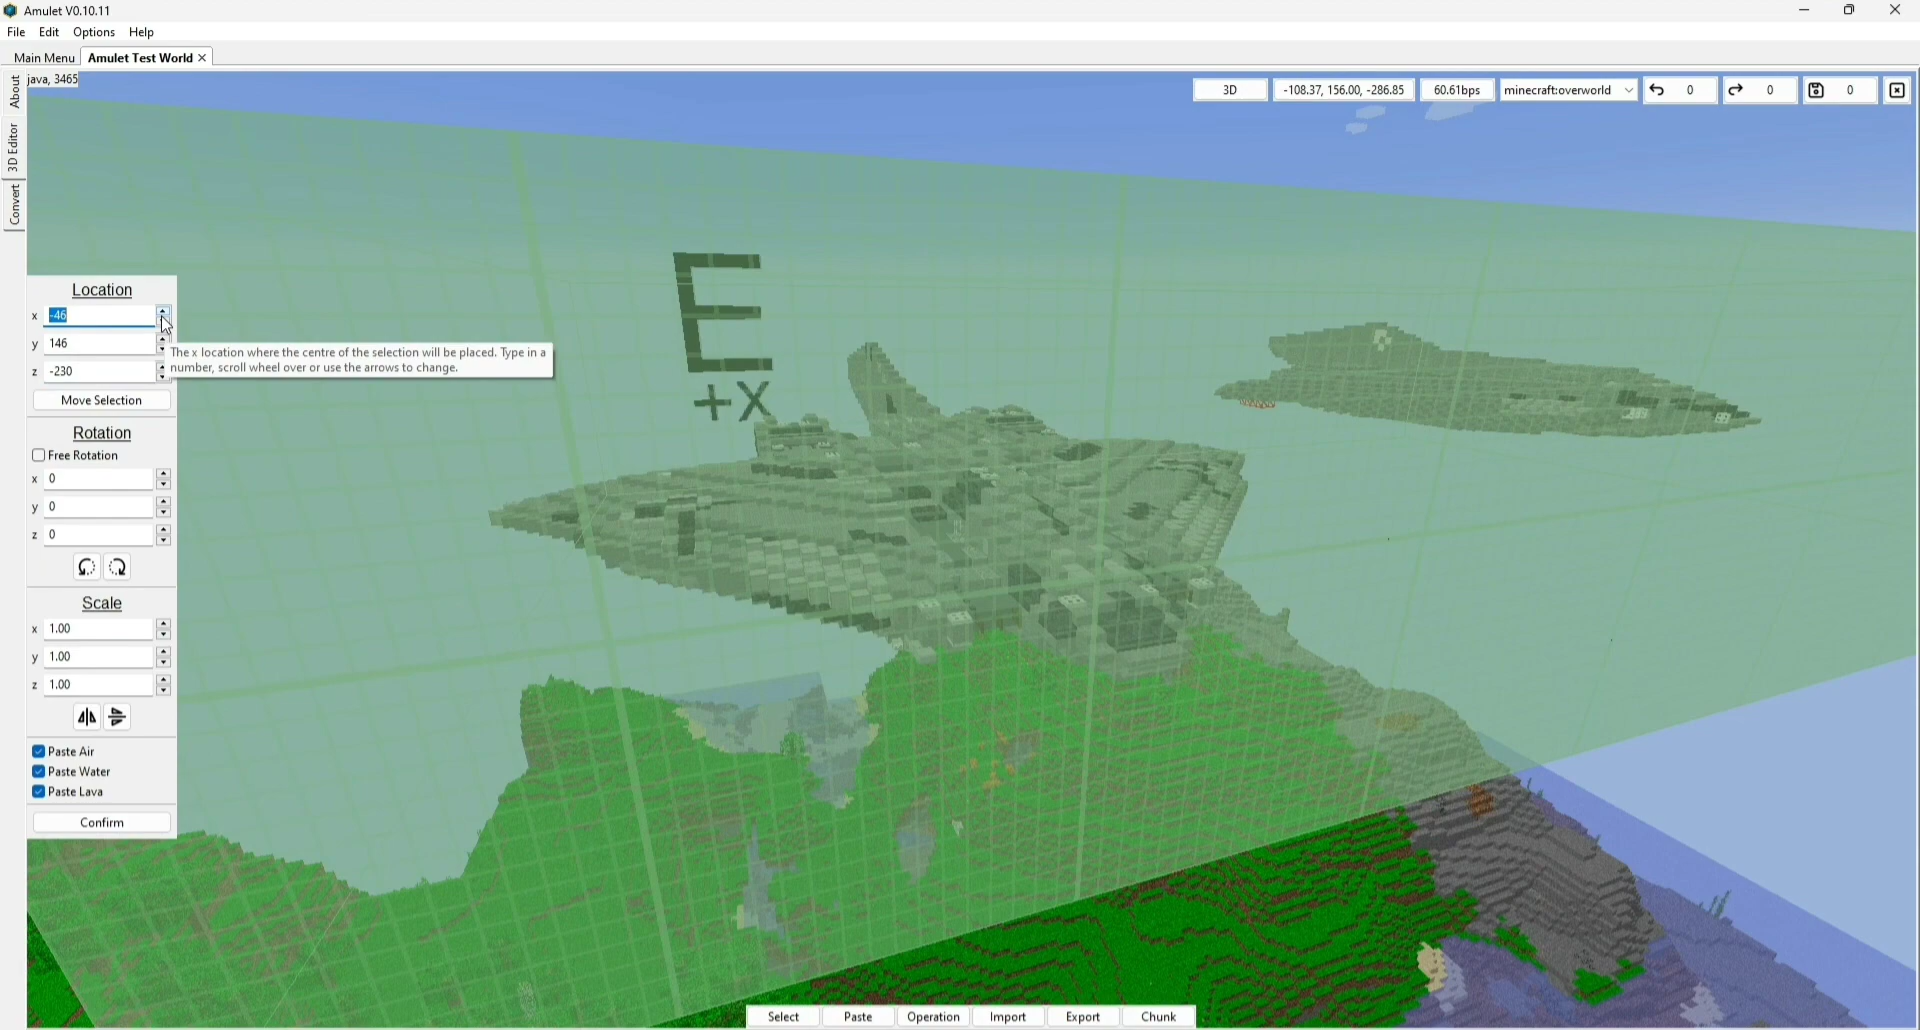 Amulet V0.10.11
File Edit Options Help
Main Menu Amulet Test World
java, 3465
About
3D Editor
Convert
3D -108.37, 156.00, -286.85 60.61bps minecraft:overworld 0 0 0
E
+X
Location
x -46
y 146
z -230
The x location where the centre of the selection will be placed. Type in a
number, scroll wheel over or use the arrows to change.
Move Selection
Rotation
Free Rotation
x 0
y 0
z 0
Scale
x 1.00
y 1.00
z 1.00
Paste Air
Paste Water
Paste Lava
Confirm
Select Paste Operation Import Export Chunk